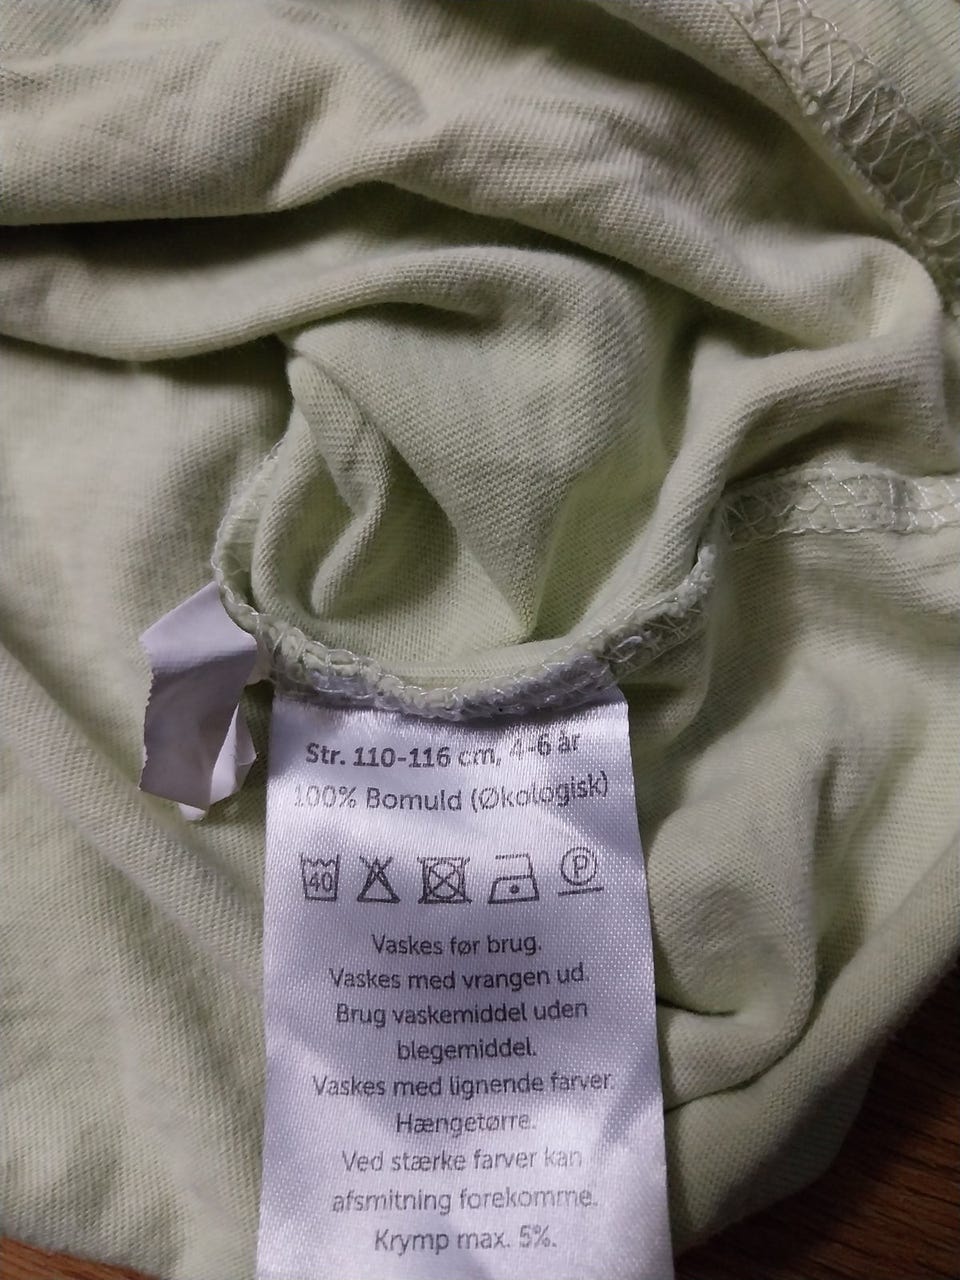 Str. 110-116 cm, 4-6 år
100% Bomuld (Økologisk)
40 P
Vaskes før brug.
Vaskes med vrangen ud.
Brug vaskemiddel uden
blegemiddel.
Vaskes med lignende farver.
Hængetørre.
Ved stærke farver kan
afsmitning forekomme.
Krymp max. 5%.